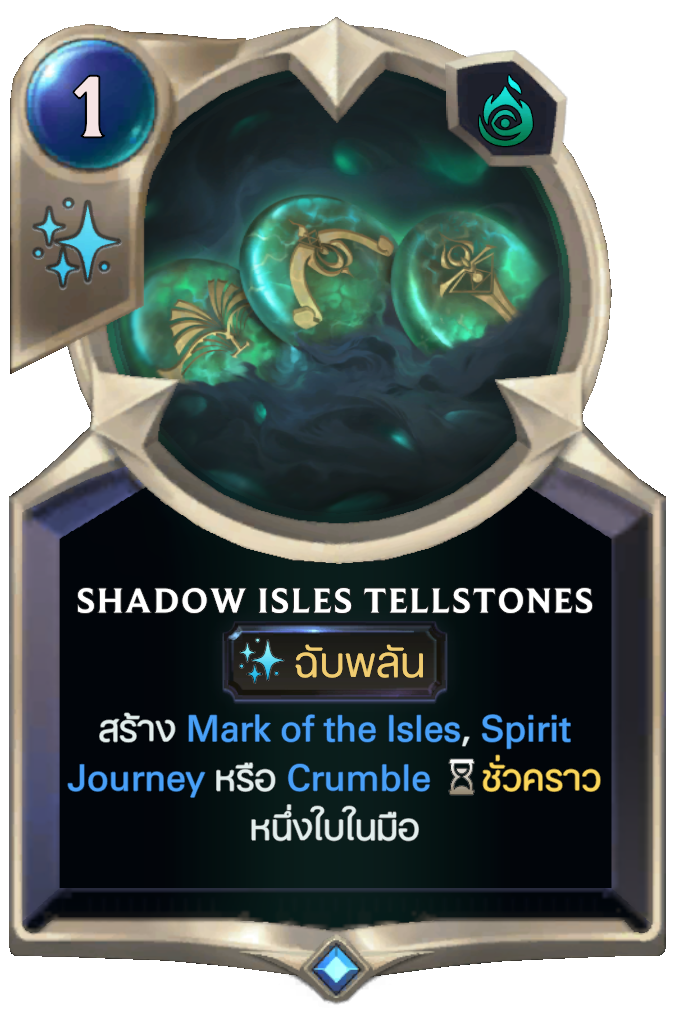 1
SHADOW ISLES TELLSTONES
ฉับพลัน
สร้าง Mark of the Isles, Spirit
Journey หรือ Crumble ชั่วคราว
หนึ่งใบในมือ